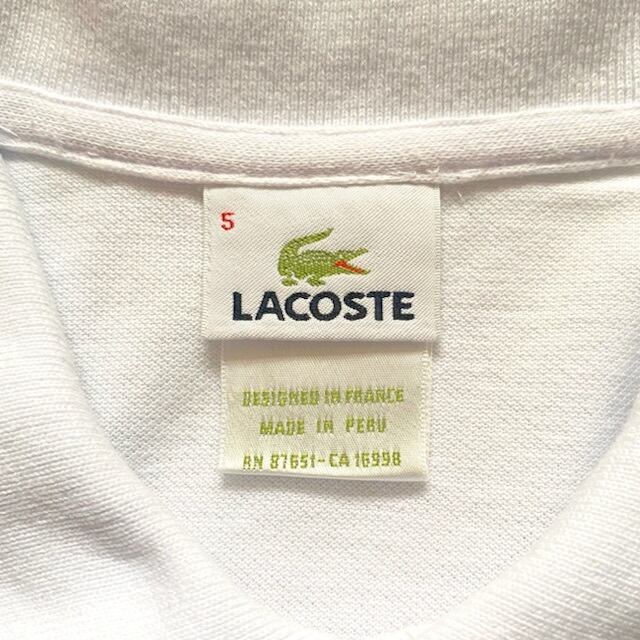 5
LACOSTE
DESIGNED IN FRANCE
MADE IN PERU
RN 87651-CA 16998